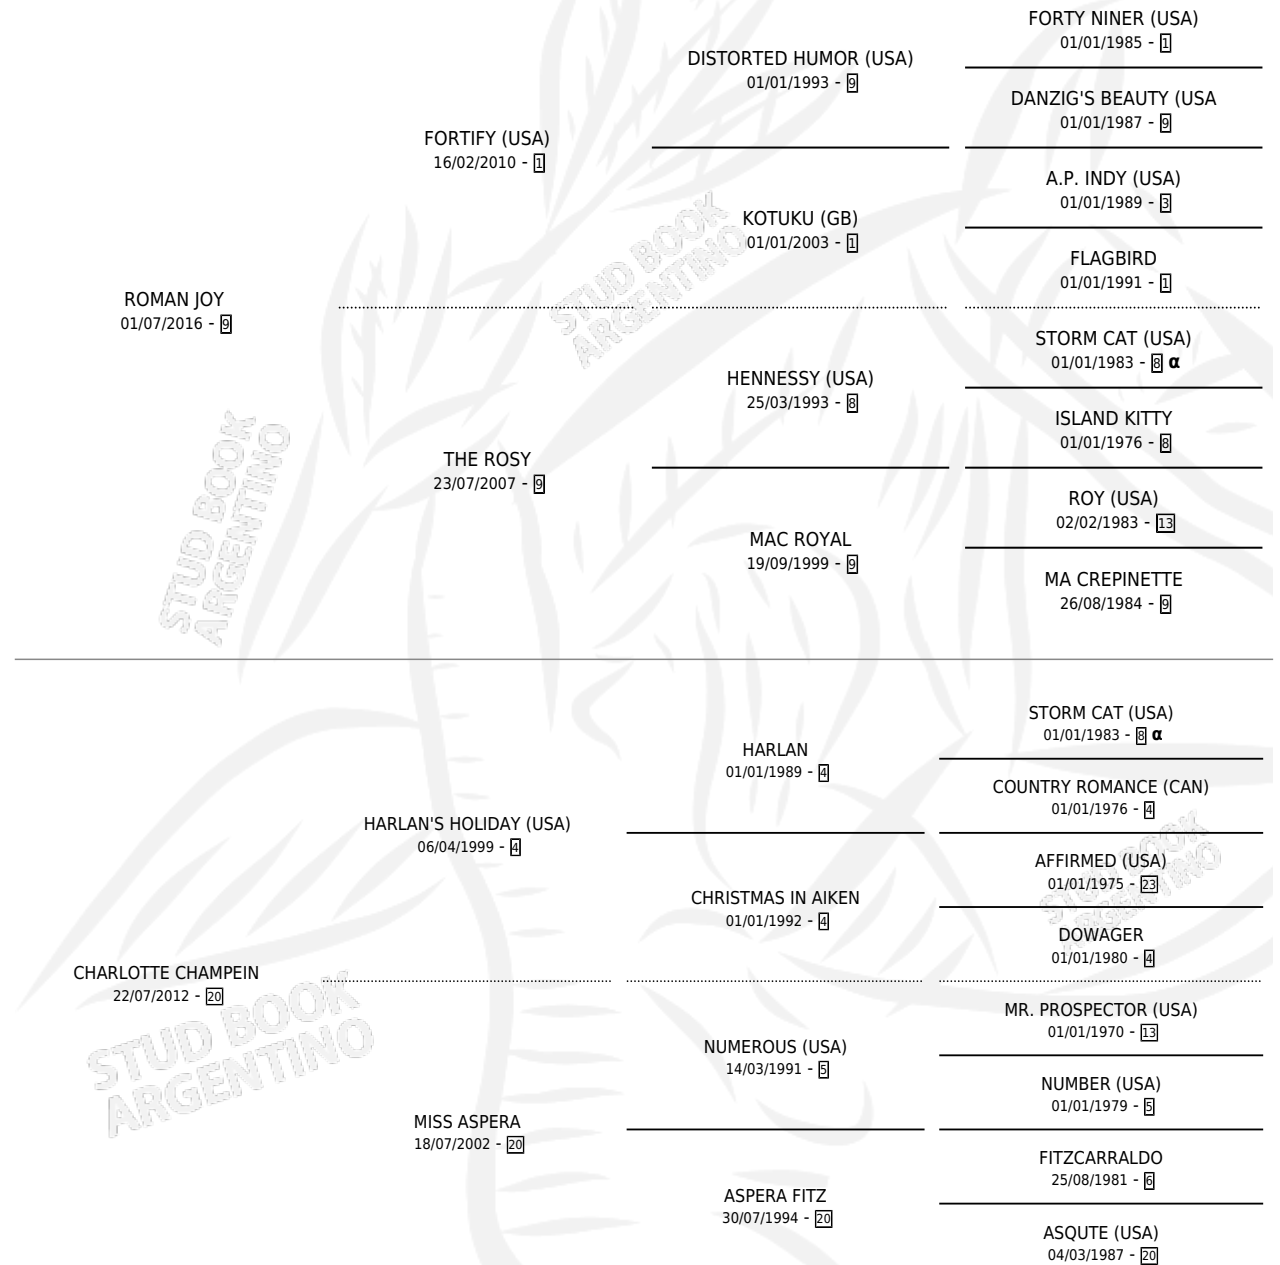 FORTY NINER (USA)
01/01/1985 - 1
DISTORTED HUMOR (USA)
01/01/1993 - 9
DANZIG'S BEAUTY (USA
01/01/1987 - 9
FORTIFY (USA)
16/02/2010 - 1
A.P. INDY (USA)
01/01/1989 - 3
KOTUKU (GB)
01/01/2003 - 1
FLAGBIRD
01/01/1991 - 1
ROMAN JOY
01/07/2016 - 9
STORM CAT (USA)
01/01/1983 - 8 α
HENNESSY (USA)
25/03/1993 - 8
ISLAND KITTY
01/01/1976 - 8
THE ROSY
23/07/2007 - 9
ROY (USA)
02/02/1983 - 13
MAC ROYAL
19/09/1999 - 9
MA CREPINETTE
26/08/1984 - 9
STORM CAT (USA)
01/01/1983 - 8 α
HARLAN
01/01/1989 - 4
COUNTRY ROMANCE (CAN)
01/01/1976 - 4
HARLAN'S HOLIDAY (USA)
06/04/1999 - 4
AFFIRMED (USA)
01/01/1975 - 23
CHRISTMAS IN AIKEN
01/01/1992 - 4
DOWAGER
01/01/1980 - 4
CHARLOTTE CHAMPEIN
22/07/2012 - 20
MR. PROSPECTOR (USA)
01/01/1970 - 13
NUMEROUS (USA)
14/03/1991 - 5
NUMBER (USA)
01/01/1979 - 5
MISS ASPERA
18/07/2002 - 20
FITZCARRALDO
25/08/1981 - 6
ASPERA FITZ
30/07/1994 - 20
ASQUTE (USA)
04/03/1987 - 20
STUD BOOK
ARGENTINO
STUD BOOK
ARGENTINO
STUD BOOK
ARGENTINO
STUD BOOK
ARGENTINO